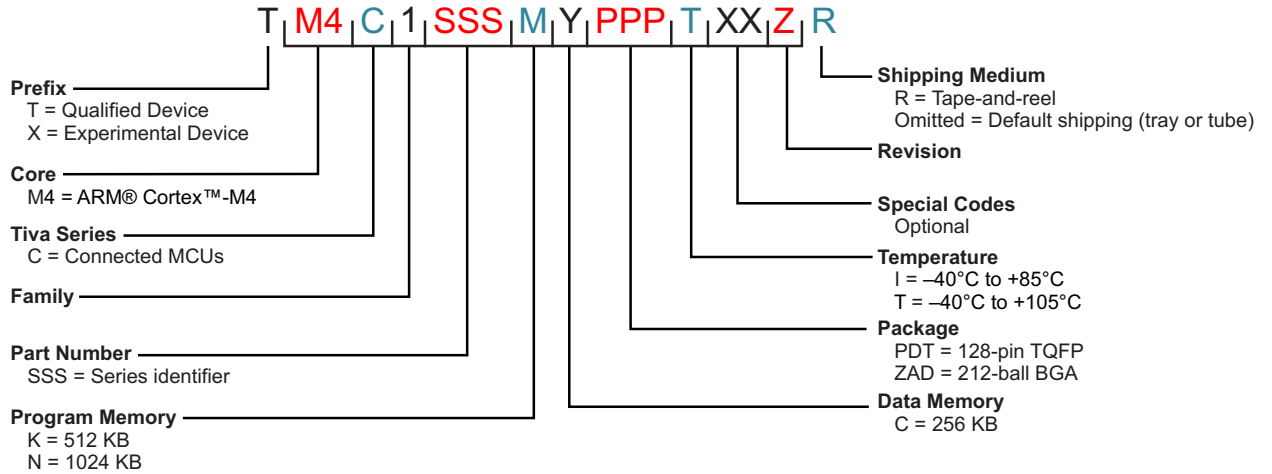 T M4 C 1 SSS M Y PPP T XX Z R
Prefix
T = Qualified Device
X = Experimental Device
Core
M4 = ARM® Cortex™-M4
Tiva Series
C = Connected MCUs
Family
Part Number
SSS = Series identifier
Program Memory
K = 512 KB
N = 1024 KB
Shipping Medium
R = Tape-and-reel
Omitted = Default shipping (tray or tube)
Revision
Special Codes
Optional
Temperature
I = –40°C to +85°C
T = –40°C to +105°C
Package
PDT = 128-pin TQFP
ZAD = 212-ball BGA
Data Memory
C = 256 KB